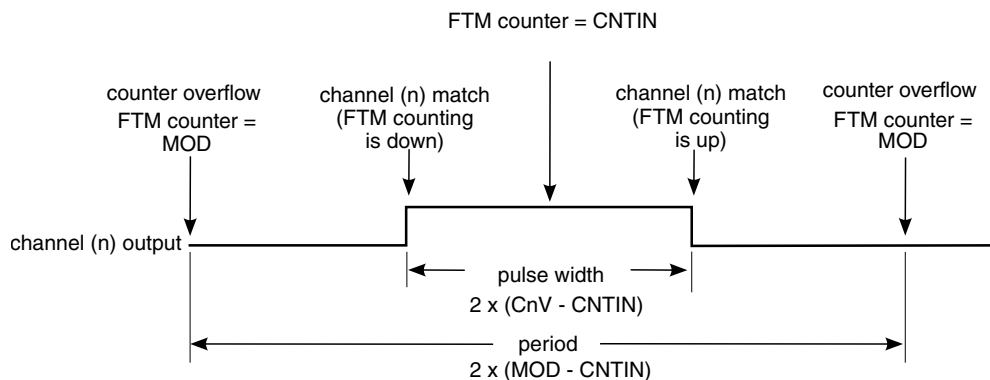 FTM counter = CNTIN
counter overflow
FTM counter =
MOD
channel (n) match
(FTM counting
is down)
channel (n) match
(FTM counting
is up)
counter overflow
FTM counter =
MOD
channel (n) output
pulse width
2 x (CnV - CNTIN)
period
2 x (MOD - CNTIN)